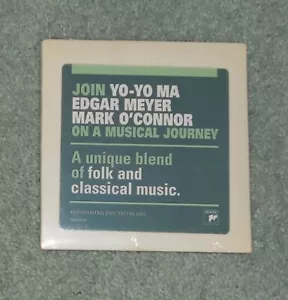 JOIN YO-YO MA
EDGAR MEYER
MARK O'CONNOR
ON A MUSICAL JOURNEY
A unique blend
of folk and
classical music.